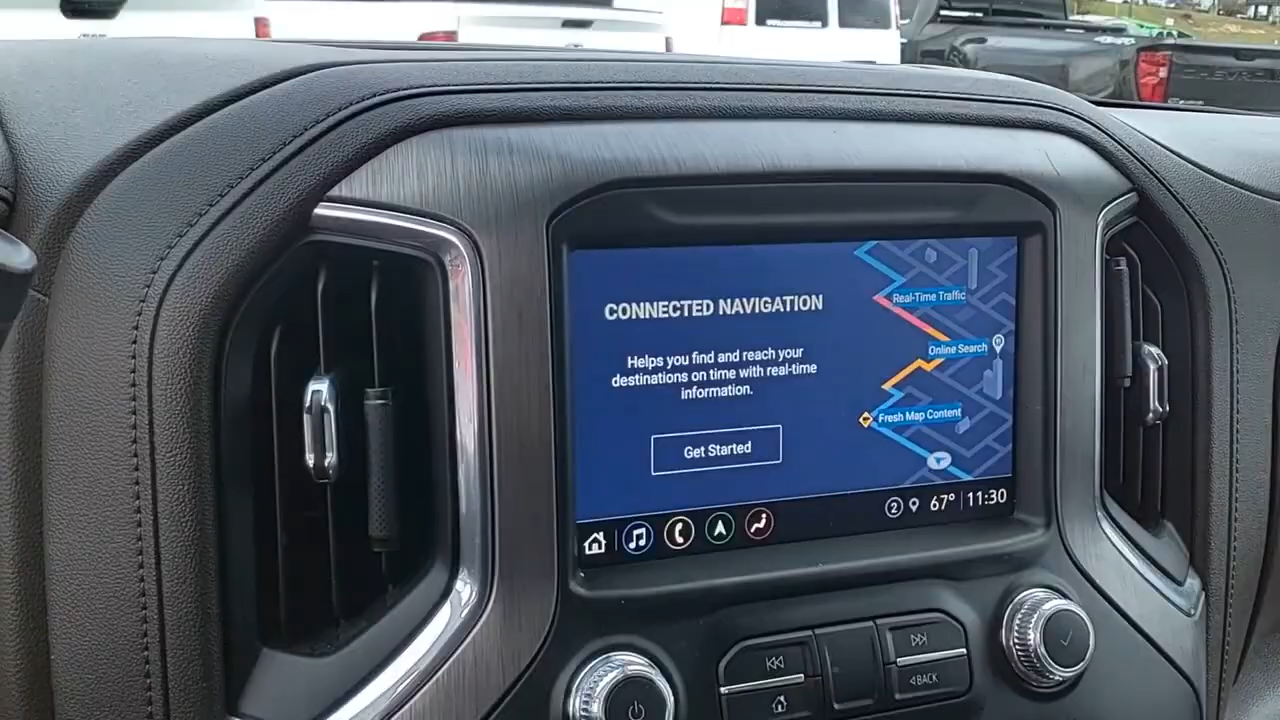 CHEVROLET
CONNECTED NAVIGATION
Helps you find and reach your
destinations on time with real-time
information.
Get Started
Real-Time Traffic
Online Search
Fresh Map Content
2
67° 11:30
BACK